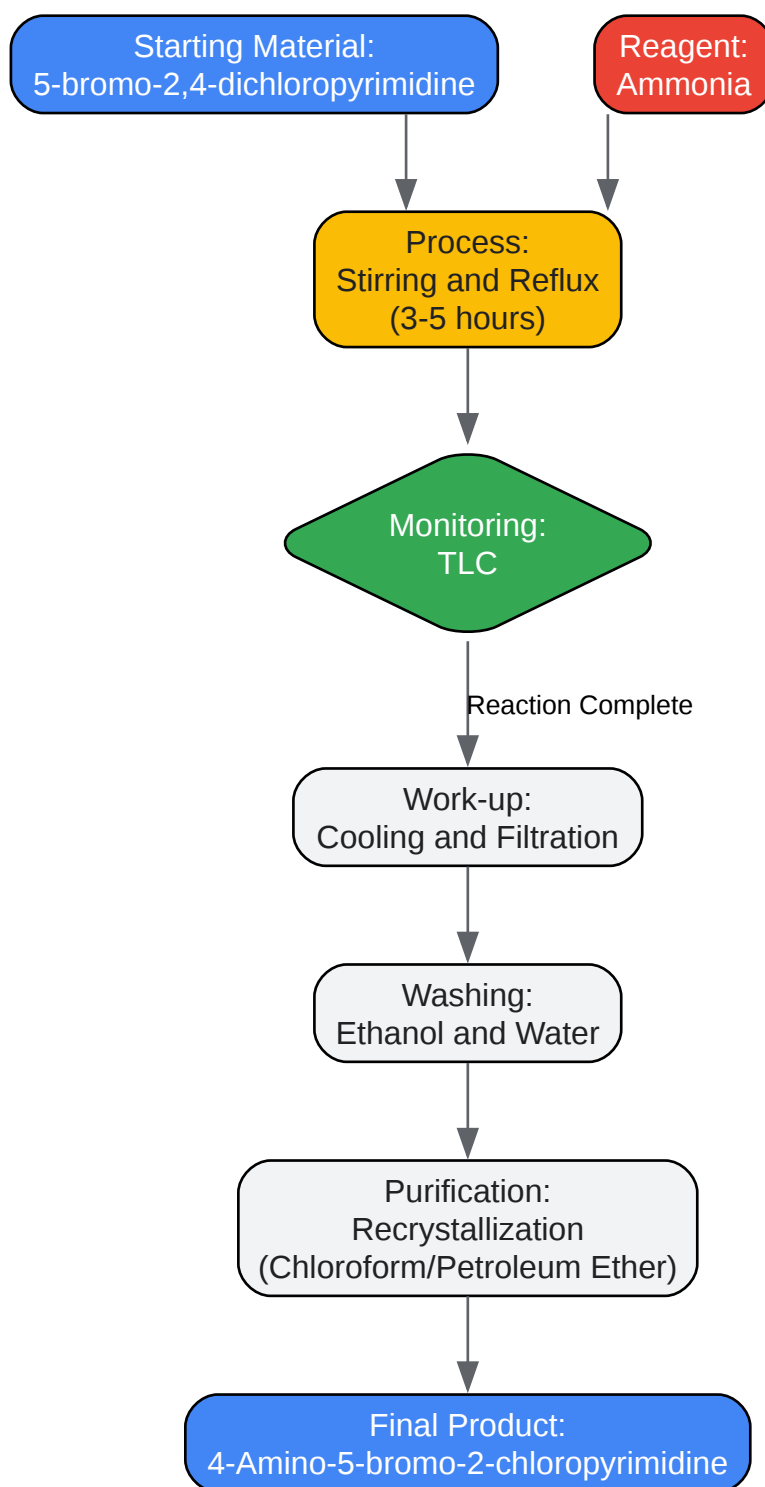 Starting Material:
5-bromo-2,4-dichloropyrimidine
Reagent:
Ammonia
Process:
Stirring and Reflux
(3-5 hours)
Monitoring:
TLC
Reaction Complete
Work-up:
Cooling and Filtration
Washing:
Ethanol and Water
Purification:
Recrystallization
(Chloroform/Petroleum Ether)
Final Product:
4-Amino-5-bromo-2-chloropyrimidine